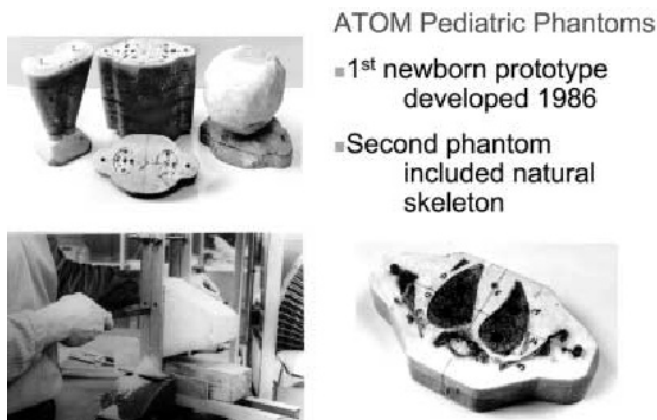 ATOM Pediatric Phantoms
▪1st newborn prototype
developed 1986
▪Second phantom
included natural
skeleton